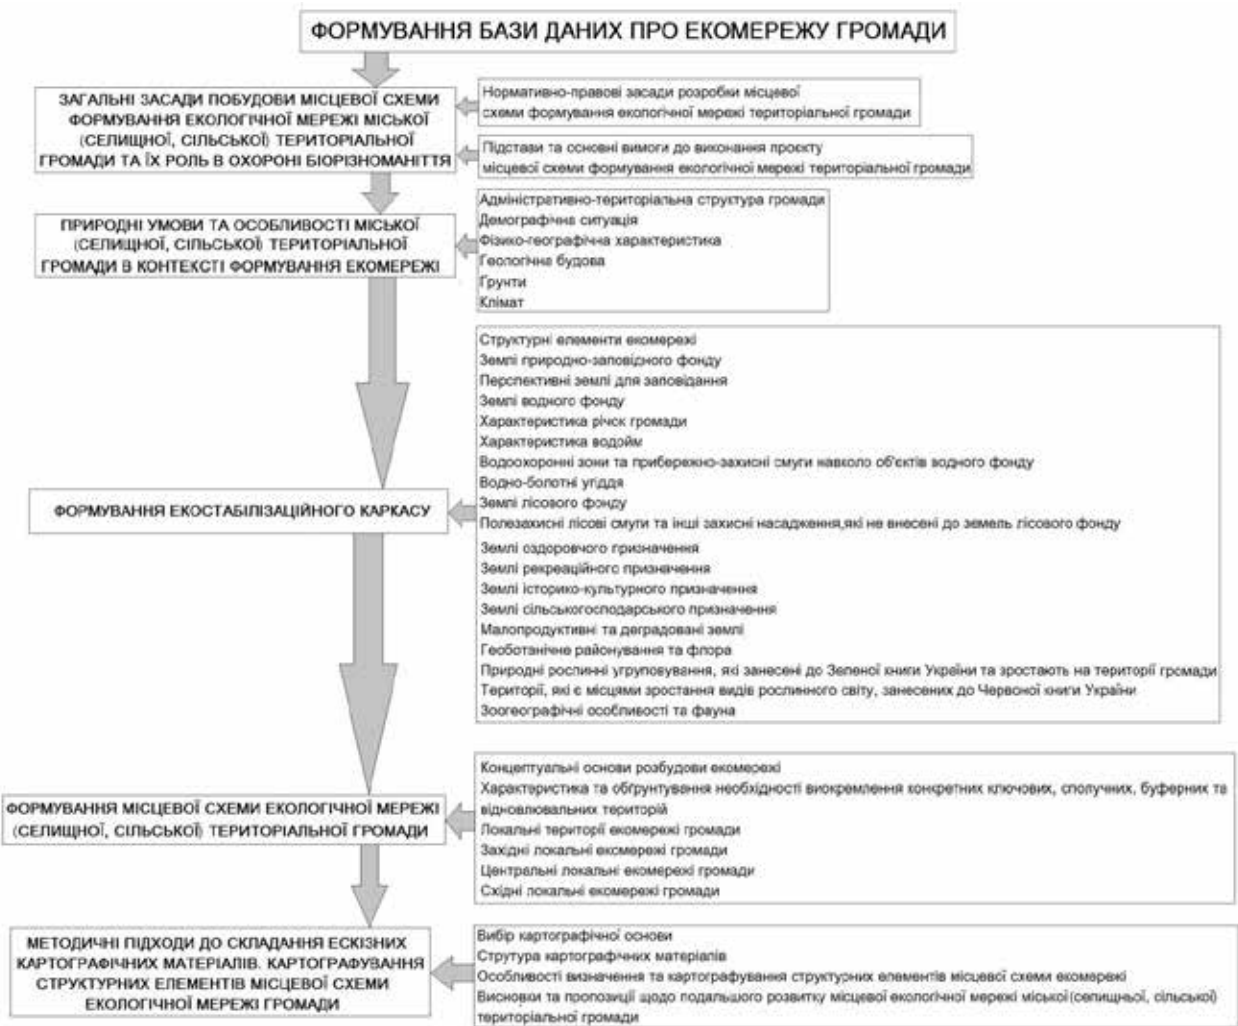 ФОРМУВАННЯ БАЗИ ДАНИХ ПРО ЕКОМЕРЕЖУ ГРОМАДИ
ЗАГАЛЬНІ ЗАСАДИ ПОБУДОВИ МІСЦЕВОЇ СХЕМИ
ФОРМУВАННЯ ЕКОЛОГІЧНОЇ МЕРЕЖІ МІСЬКОЇ
(СЕЛИЩНОЇ, СІЛЬСЬКОЇ) ТЕРИТОРІАЛЬНОЇ
ГРОМАДИ ТА ЇХ РОЛЬ В ОХОРОНІ БІОРІЗНОМАНІТТЯ
Нормативно-правові засади розробки місцевої
схеми формування екологічної мережі територіальної громади
Підстави та основні вимоги до виконання проєкту
місцевої схеми формування екологічної мережі територіальної громади
ПРИРОДНІ УМОВИ ТА ОСОБЛИВОСТІ МІСЬКОЇ
(СЕЛИЩНОЇ, СІЛЬСЬКОЇ) ТЕРИТОРІАЛЬНОЇ
ГРОМАДИ В КОНТЕКСТІ ФОРМУВАННЯ ЕКОМЕРЕЖІ
Адміністративно-територіальна структура громади
Демографічна ситуація
Фізико-географічна характеристика
Геологічна будова
Грунти
Клімат
ФОРМУВАННЯ ЕКОСТАБІЛІЗАЦІЙНОГО КАРКАСУ
Структурні елементи екомережі
Землі природно-заповідного фонду
Перспективні землі для заповідання
Землі водного фонду
Характеристика річок громади
Характеристика водойм
Водоохоронні зони та прибережно-захисні смуги навколо об'єктів водного фонду
Водно-болотні угіддя
Землі лісового фонду
Полезахисні лісові смуги та інші захисні насадження,які не внесені до земель лісового фонду
Землі оздоровчого призначення
Землі рекреаційного призначення
Землі історико-культурного призначення
Землі сільськогосподарського призначення
Малопродуктивні та деградовані землі
Геоботанічне районування та флора
Природні рослинні угруповування, які занесені до Зеленої книги України та зростають на території громади
Території, які є місцями зростання видів рослинного світу, занесених до Червоної книги України
Зоогеографічні особливості та фауна
ФОРМУВАННЯ МІСЦЕВОЇ СХЕМИ ЕКОЛОГІЧНОЇ МЕРЕЖІ
(СЕЛИЩНОЇ, СІЛЬСЬКОЇ) ТЕРИТОРІАЛЬНОЇ ГРОМАДИ
Концептуальні основи розбудови екомережі
Характеристика та обґрунтування необхідності виокремлення конкретних ключових, сполучних, буферних та
відновлювальних територій
Локальні території екомережі громади
Західні локальні екомережі громади
Центральні локальні екомережі громади
Східні локальні екомережі громади
МЕТОДИЧНІ ПІДХОДИ ДО СКЛАДАННЯ ЕСКІЗНИХ
КАРТОГРАФІЧНИХ МАТЕРІАЛІВ. КАРТОГРАФУВАННЯ
СТРУКТУРНИХ ЕЛЕМЕНТІВ МІСЦЕВОЇ СХЕМИ
ЕКОЛОГІЧНОЇ МЕРЕЖІ ГРОМАДИ
Вибір картографічної основи
Струтура картографічних матеріалів
Особливості визначення та картографування структурних елементів місцевої схеми екомережі
Висновки та пропозиції щодо подальшого розвитку місцевої екологічної мережі міської(селищньої, сільської)
територіальної громади